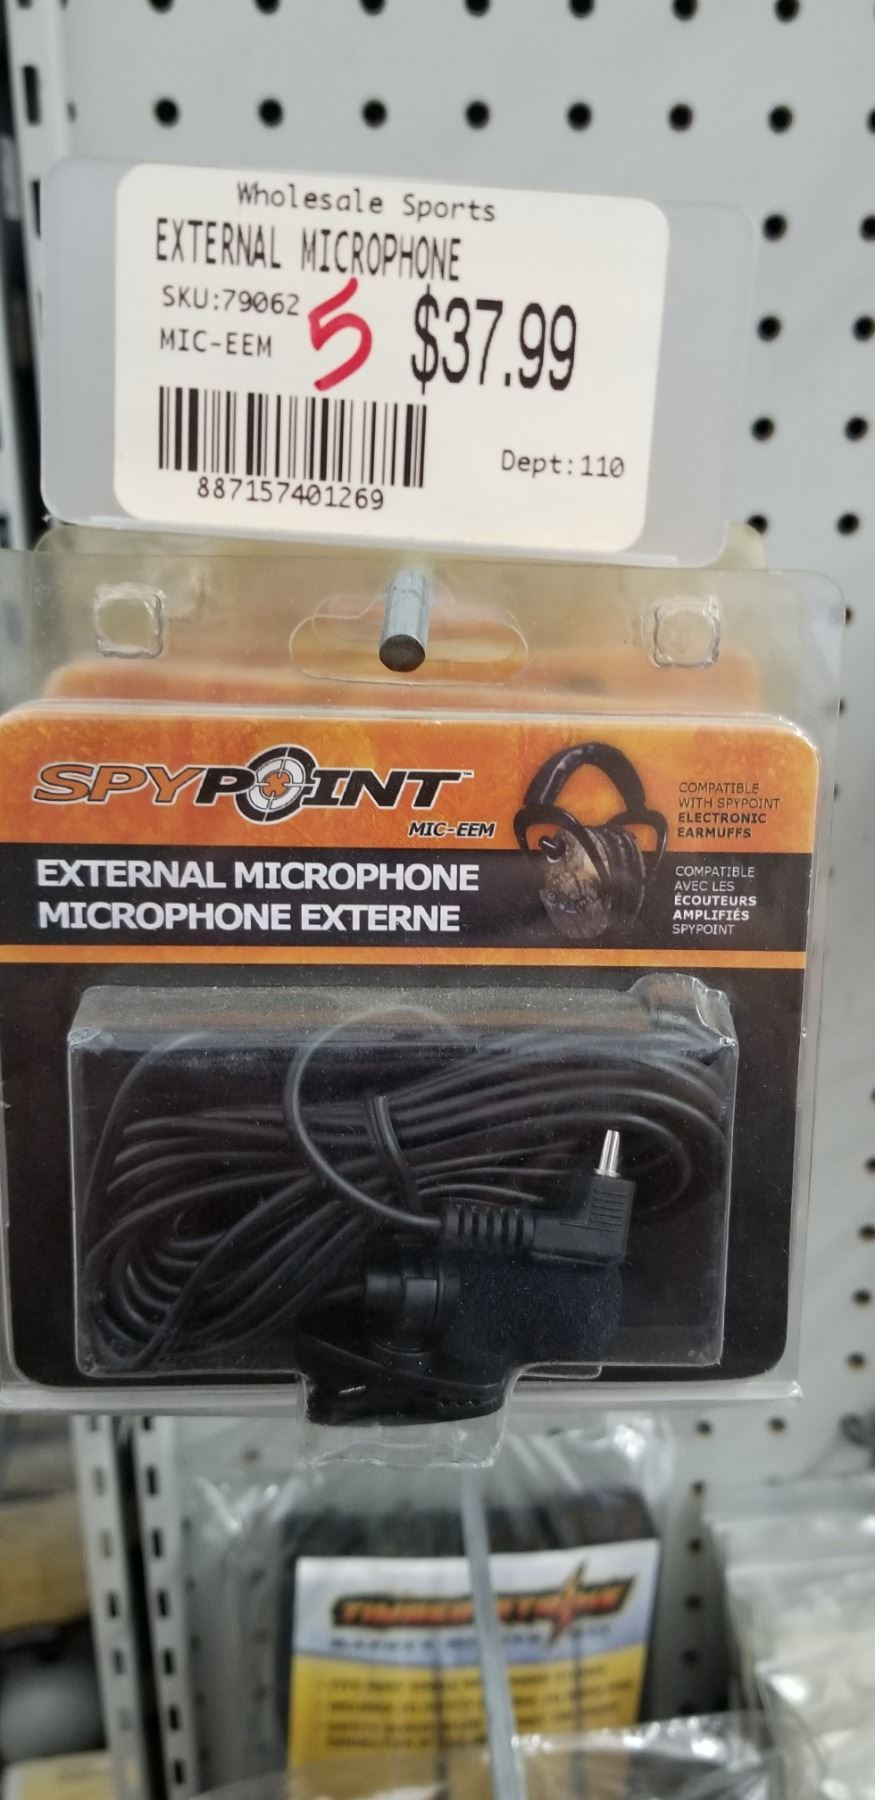 Wholesale Sports
EXTERNAL MICROPHONE
SKU:79062
MIC-EEM
5
$37.99
Dept:110
887157401269
SPYPOINT™
MIC-EEM
COMPATIBLE
WITH SPYPOINT
ELECTRONIC
EARMUFFS
EXTERNAL MICROPHONE
MICROPHONE EXTERNE
COMPATIBLE
AVEC LES
ÉCOUTEURS
AMPLIFIÉS
SPYPOINT